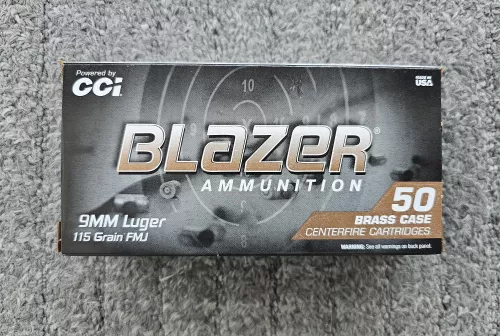 Powered by
CCI
MADE IN
USA
10
BLAZER®
AMMUNITION
50
BRASS CASE
CENTERFIRE CARTRIDGES
9MM Luger
115 Grain FMJ
WARNING: See all warnings on back panel.